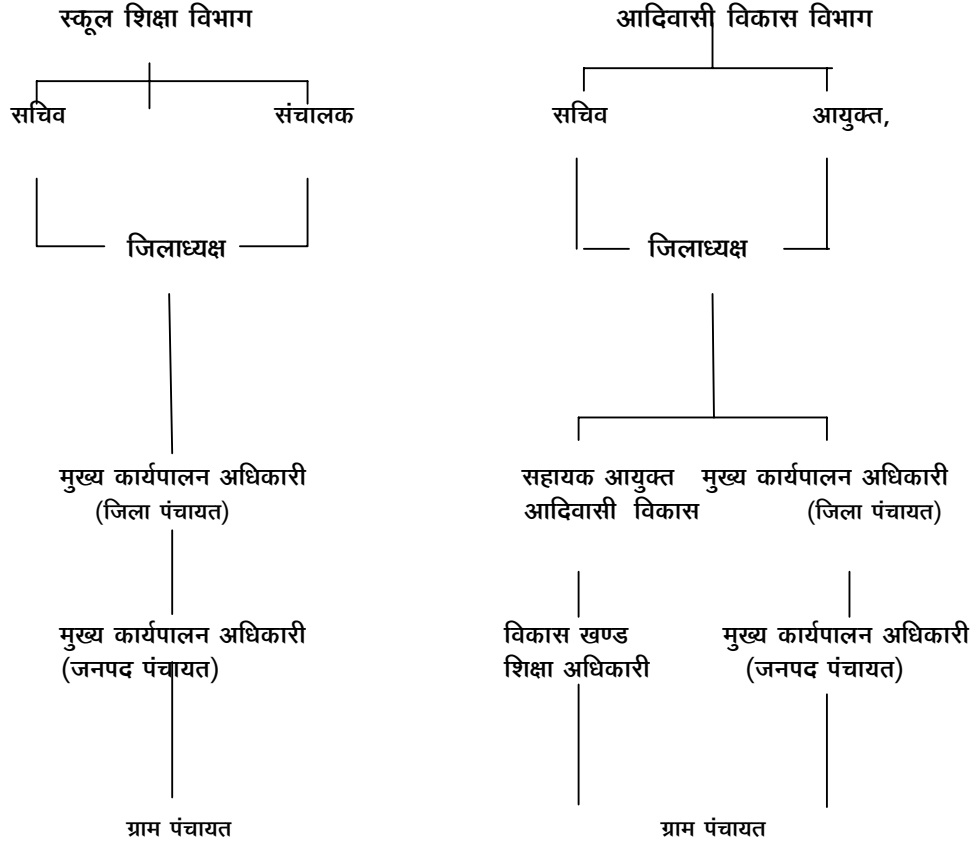 स्कूल शिक्षा विभाग
आदिवासी विकास विभाग
सचिव
संचालक
सचिव
आयुक्त,
जिलाध्यक्ष
जिलाध्यक्ष
मुख्य कार्यपालन अधिकारी
(जिला पंचायत)
सहायक आयुक्त
आदिवासी विकास
मुख्य कार्यपालन अधिकारी
(जिला पंचायत)
मुख्य कार्यपालन अधिकारी
(जनपद पंचायत)
विकास खण्ड
शिक्षा अधिकारी
मुख्य कार्यपालन अधिकारी
(जनपद पंचायत)
ग्राम पंचायत
ग्राम पंचायत